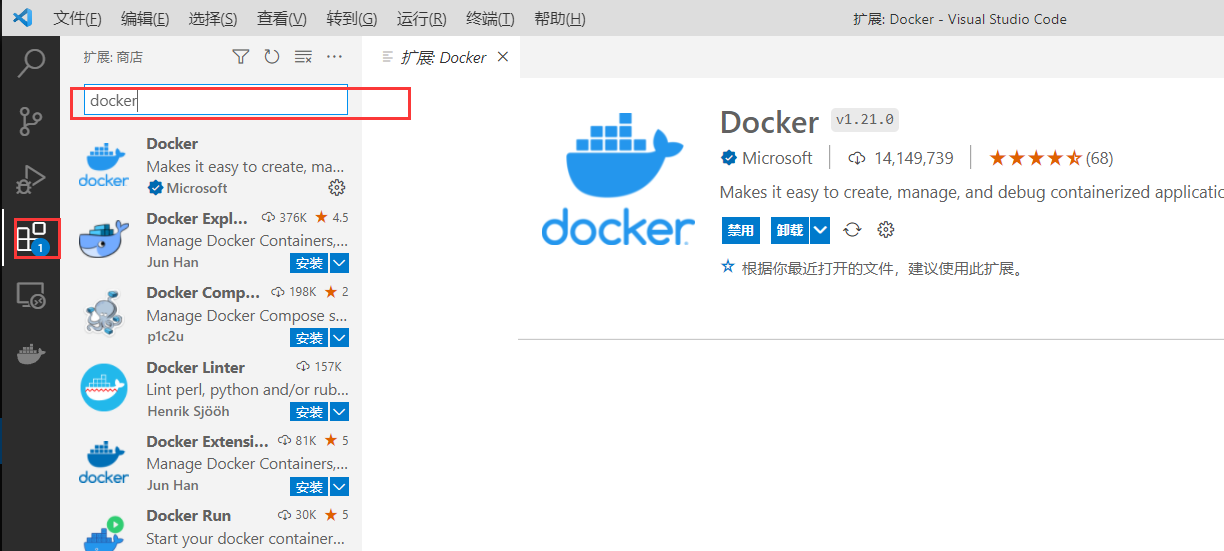 文件(F) 编辑(E) 选择(S) 查看(V) 转到(G) 运行(R) 终端(T) 帮助(H) 扩展: Docker - Visual Studio Code
扩展: 商店
扩展: Docker
docker
Docker
Makes it easy to create, ma...
Microsoft
Docker Expl... 376K 4.5
Manage Docker Containers,...
Jun Han 安装
Docker Comp... 198K 2
Manage Docker Compose s...
p1c2u 安装
Docker Linter 157K
Lint perl, python and/or rub...
Henrik Sjööh 安装
Docker Extensi... 81K 5
Manage Docker Containers,...
Jun Han 安装
Docker Run 30K 5
Start your docker container...
1
docker
docker
docker
Docker v1.21.0
Microsoft 14,149,739 (68)
Makes it easy to create, manage, and debug containerized applicatio
禁用 卸载
根据你最近打开的文件，建议使用此扩展。